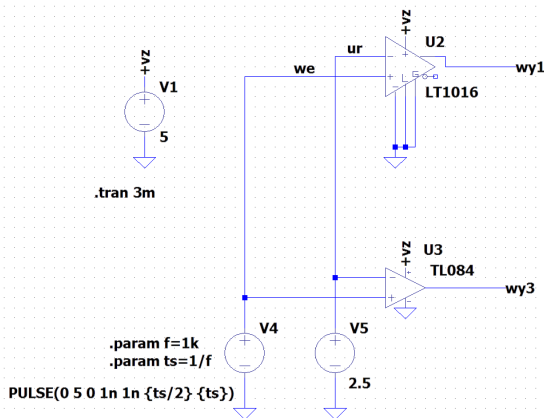 +vz
U2
ur
we
+vz
V1
wy1
LT1016
L
5
.tran 3m
+vz
U3
TL084
wy3
V4
V5
.param f=1k
.param ts=1/f
2.5
PULSE(0 5 0 1n 1n {ts/2} {ts})